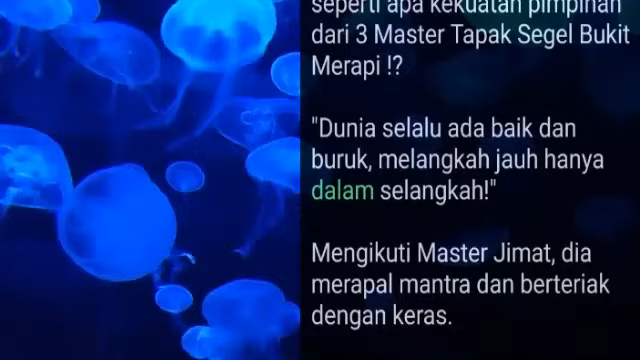 seperti apa kekuatan pimpinan
dari 3 Master Tapak Segel Bukit
Merapi !?
"Dunia selalu ada baik dan
buruk, melangkah jauh hanya
dalam selangkah!"
Mengikuti Master Jimat, dia
merapal mantra dan berteriak
dengan keras.